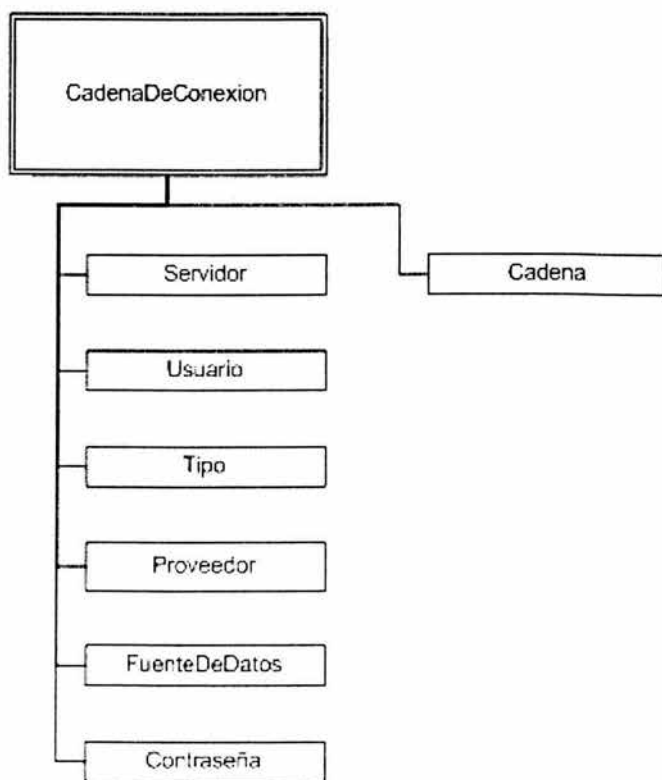 CadenaDeConexion
Servidor
Cadena
Usuario
Tipo
Proveedor
FuenteDeDatos
Contraseña